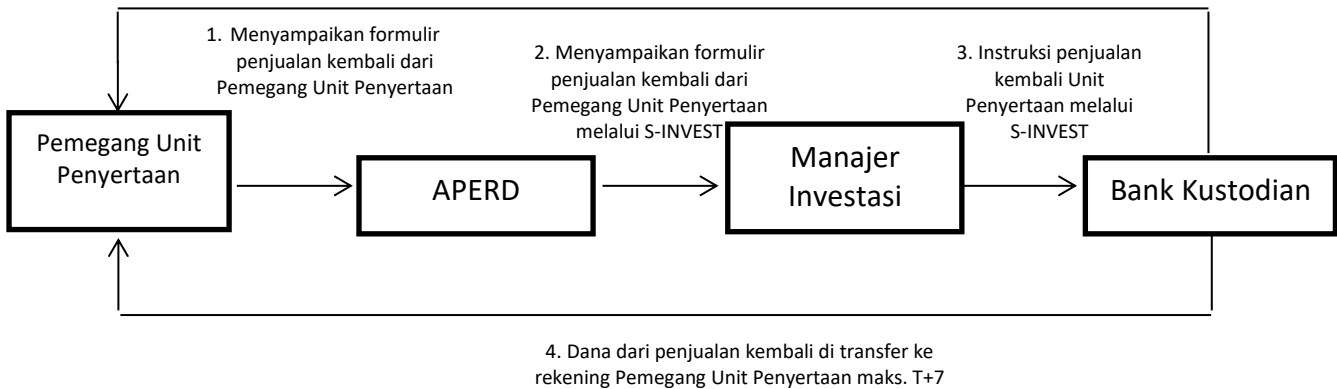 1. Menyampaikan formulir
penjualan kembali dari
Pemegang Unit Penyertaan
2. Menyampaikan formulir
penjualan kembali dari
Pemegang Unit Penyertaan
melalui S-INVEST
3. Instruksi penjualan
kembali Unit
Penyertaan melalui
S-INVEST
Pemegang Unit
Penyertaan
APERD
Manajer
Investasi
Bank Kustodian
4. Dana dari penjualan kembali di transfer ke
rekening Pemegang Unit Penyertaan maks. T+7